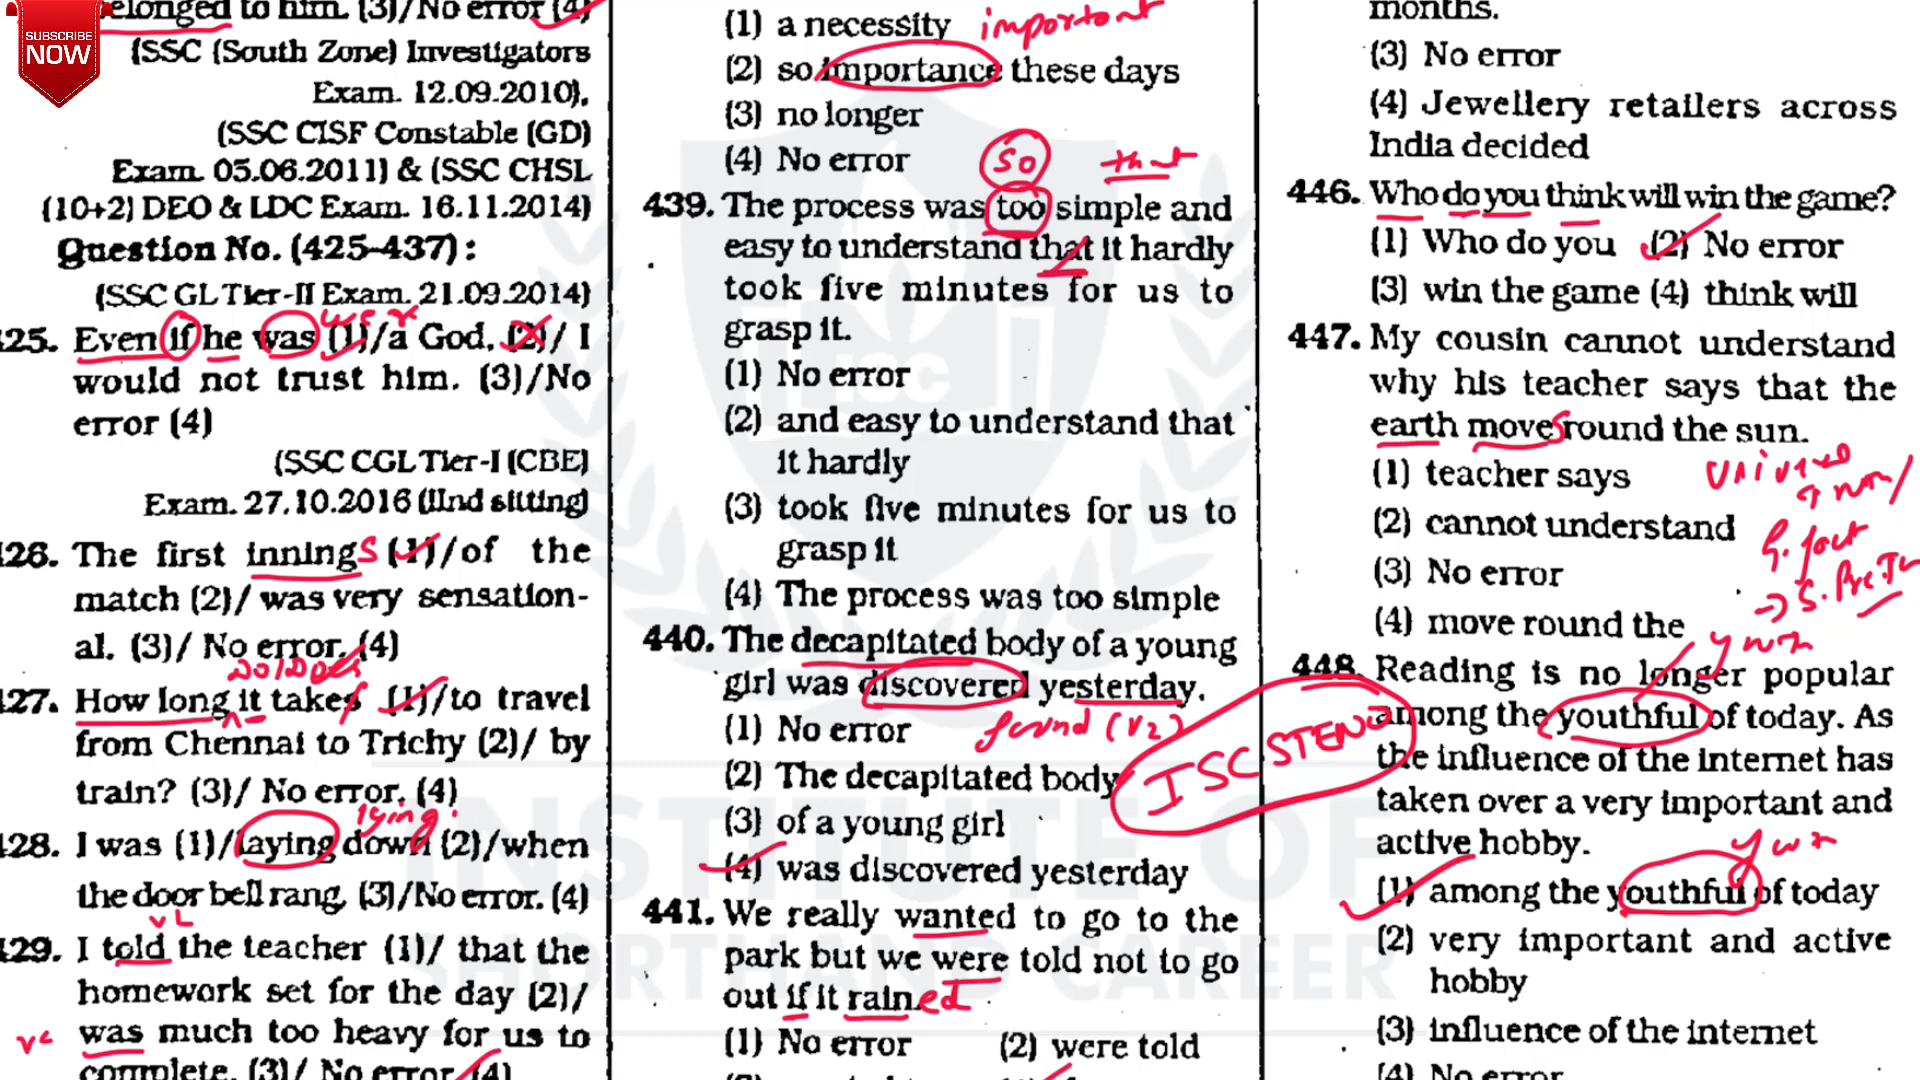 SUBSCRIBE
NOW
elonged to him. (3)/No error (4)
(SSC (South Zone) Investigators
Exam. 12.09.2010),
(SSC CISF Constable (GD)
Exam. 05.06.2011) & (SSC CHSL
(10+2) DEO & LDC Exam. 16.11.2014)
Question No. (425-437) :
(SSC GL Tier-II Exam. 21.09.2014)
were
125. Even if he was (1)/a God, (2)/ I
would not trust him. (3)/No
error (4)
(SSC CGL Tier-I (CBE)
Exam. 27.10.2016 (IInd sitting)
126. The first innings (1)/of the
match (2)/ was very sensation-
al. (3)/ No error. (4)
127. How long it takes (1)/to travel
from Chennai to Trichy (2)/ by
train? (3)/ No error. (4)
lying
128. I was (1)/laying down (2)/when
the door bell rang. (3)/No error. (4)
129. I told the teacher (1)/ that the
homework set for the day (2)/
was much too heavy for us to
complete. (3)/ No error (4)
(1) a necessity important
(2) so importance these days
(3) no longer
(4) No error
so that
439. The process was too simple and
easy to understand that it hardly
took five minutes for us to
grasp it.
(1) No error
(2) and easy to understand that
it hardly
(3) took five minutes for us to
grasp it
(4) The process was too simple
440. The decapitated body of a young
girl was discovered yesterday.
(1) No error found (V2)
(2) The decapitated body
(3) of a young girl
(4) was discovered yesterday
441. We really wanted to go to the
park but we were told not to go
out if it rained
(1) No error (2) were told
ISC STENO
months.
(3) No error
(4) Jewellery retailers across
India decided
446. Who do you think will win the game?
(1) Who do you (2) No error
(3) win the game (4) think will
447. My cousin cannot understand
why his teacher says that the
earth moves round the sun.
(1) teacher says
(2) cannot understand
(3) No error
(4) move round the
G. fact
448. Reading is no longer popular
among the youthful of today. As
the influence of the internet has
taken over a very important and
active hobby.
(1) among the youthful of today
(2) very important and active
hobby
(3) influence of the internet
(4) No error
INSTITUTE OF
SHORTHAND CAREER